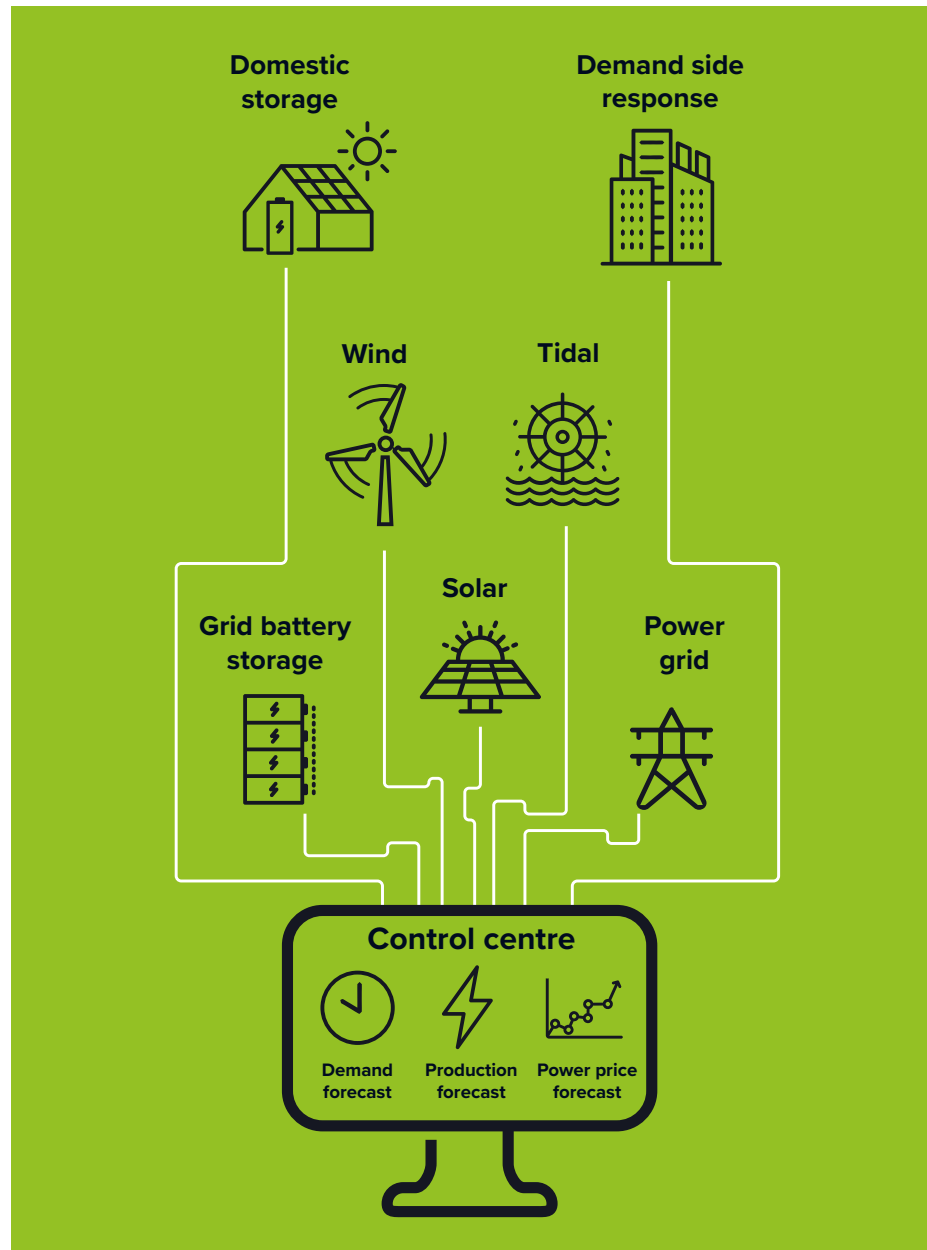 Domestic
storage
Demand side
response
Wind
Tidal
Solar
Grid battery
storage
Power
grid
Control centre
Demand
forecast
Production
forecast
Power price
forecast